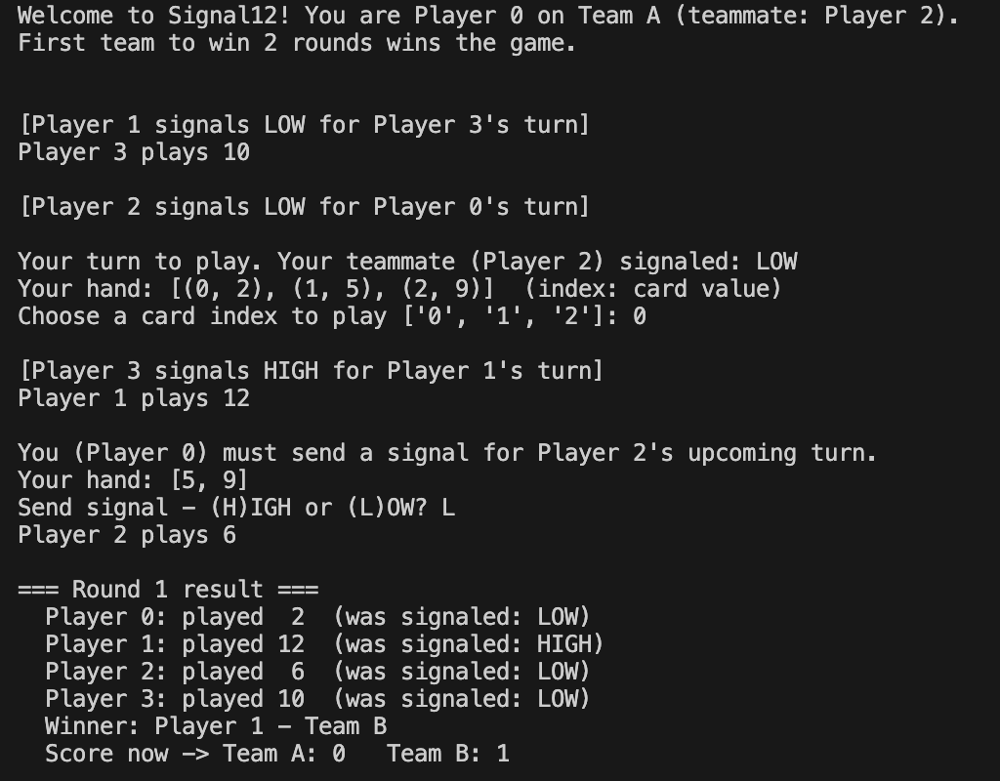 Welcome to Signal12! You are Player 0 on Team A (teammate: Player 2).
First team to win 2 rounds wins the game.
[Player 1 signals LOW for Player 3's turn]
Player 3 plays 10
[Player 2 signals LOW for Player 0's turn]
Your turn to play. Your teammate (Player 2) signaled: LOW
Your hand: [(0, 2), (1, 5), (2, 9)]  (index: card value)
Choose a card index to play ['0', '1', '2']: 0
[Player 3 signals HIGH for Player 1's turn]
Player 1 plays 12
You (Player 0) must send a signal for Player 2's upcoming turn.
Your hand: [5, 9]
Send signal – (H)IGH or (L)OW? L
Player 2 plays 6
=== Round 1 result ===
  Player 0: played  2  (was signaled: LOW)
  Player 1: played 12  (was signaled: HIGH)
  Player 2: played  6  (was signaled: LOW)
  Player 3: played 10  (was signaled: LOW)
  Winner: Player 1 – Team B
  Score now -> Team A: 0   Team B: 1